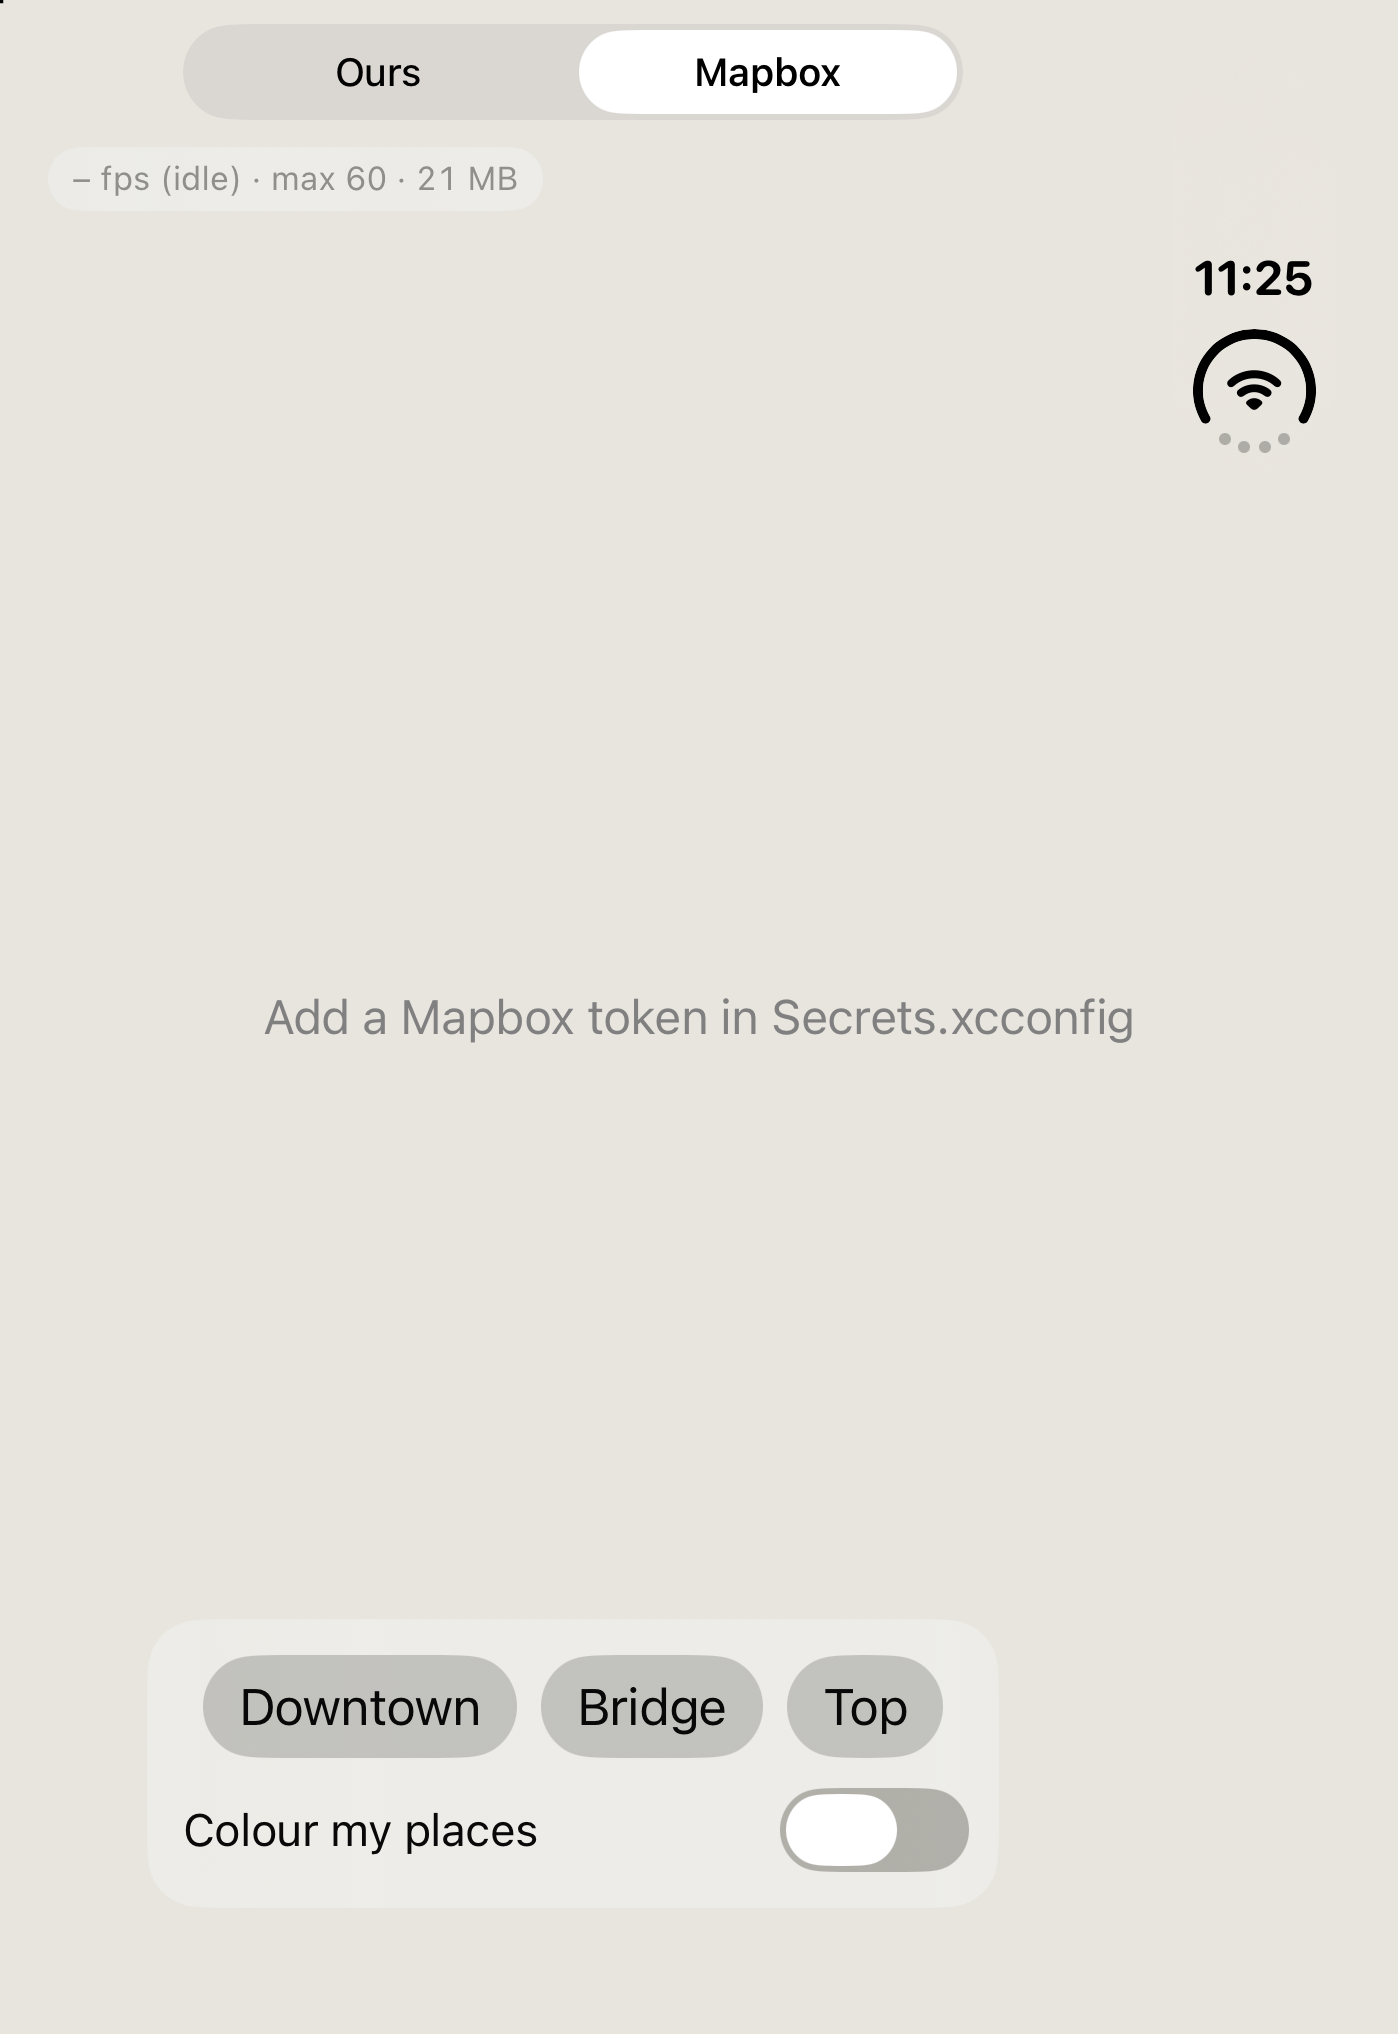 Ours
Mapbox
– fps (idle) · max 60 · 21 MB
11:25
Add a Mapbox token in Secrets.xcconfig
Downtown
Bridge
Top
Colour my places